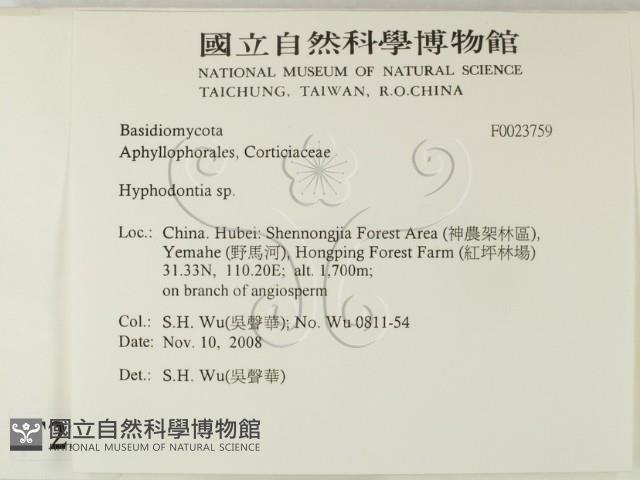 國立自然科學博物館
NATIONAL MUSEUM OF NATURAL SCIENCE
TAICHUNG, TAIWAN, R.O.CHINA
Basidiomycota F0023759
Aphyllophorales, Corticiaceae
Hyphodontia sp.
Loc.: China. Hubei: Shennongjia Forest Area (神農架林區),
Yemahe (野馬河), Hongping Forest Farm (紅坪林場)
31.33N, 110.20E; alt. 1,700m;
on branch of angiosperm
Col.: S.H. Wu(吳聲華); No. Wu 0811-54
Date: Nov. 10, 2008
Det.: S.H. Wu(吳聲華)
國立自然科學博物館
NATIONAL MUSEUM OF NATURAL SCIENCE